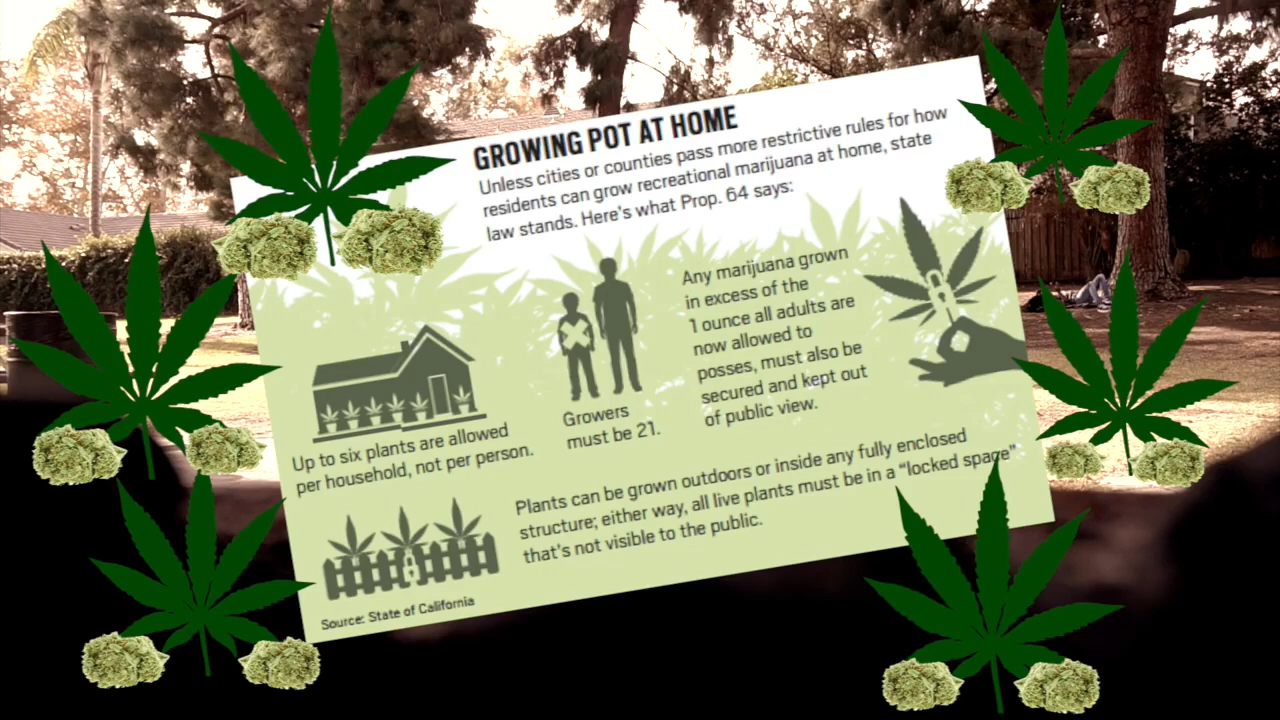 GROWING POT AT HOME
Unless cities or counties pass more restrictive rules for how
residents can grow recreational marijuana at home, state
law stands. Here's what Prop. 64 says:
Up to six plants are allowed
per household, not per person.
Growers
must be 21.
Any marijuana grown
in excess of the
1 ounce all adults are
now allowed to
posses, must also be
secured and kept out
of public view.
Plants can be grown outdoors or inside any fully enclosed
structure; either way, all live plants must be in a “locked space”
that's not visible to the public.
Source: State of California